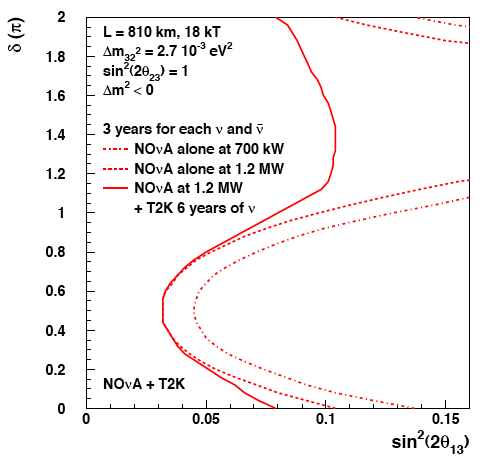 δ (π)
2
1.8
1.6
1.4
1.2
1
0.8
0.6
0.4
0.2
0
L = 810 km, 18 kT
Δm₃₂² = 2.7 10⁻³ eV²
sin²(2θ₂₃) = 1
Δm² < 0
3 years for each ν and ν̄
NOνA alone at 700 kW
NOνA alone at 1.2 MW
NOνA at 1.2 MW
+ T2K 6 years of ν
NOνA + T2K
0 0.05 0.1 0.15
sin²(2θ₁₃)